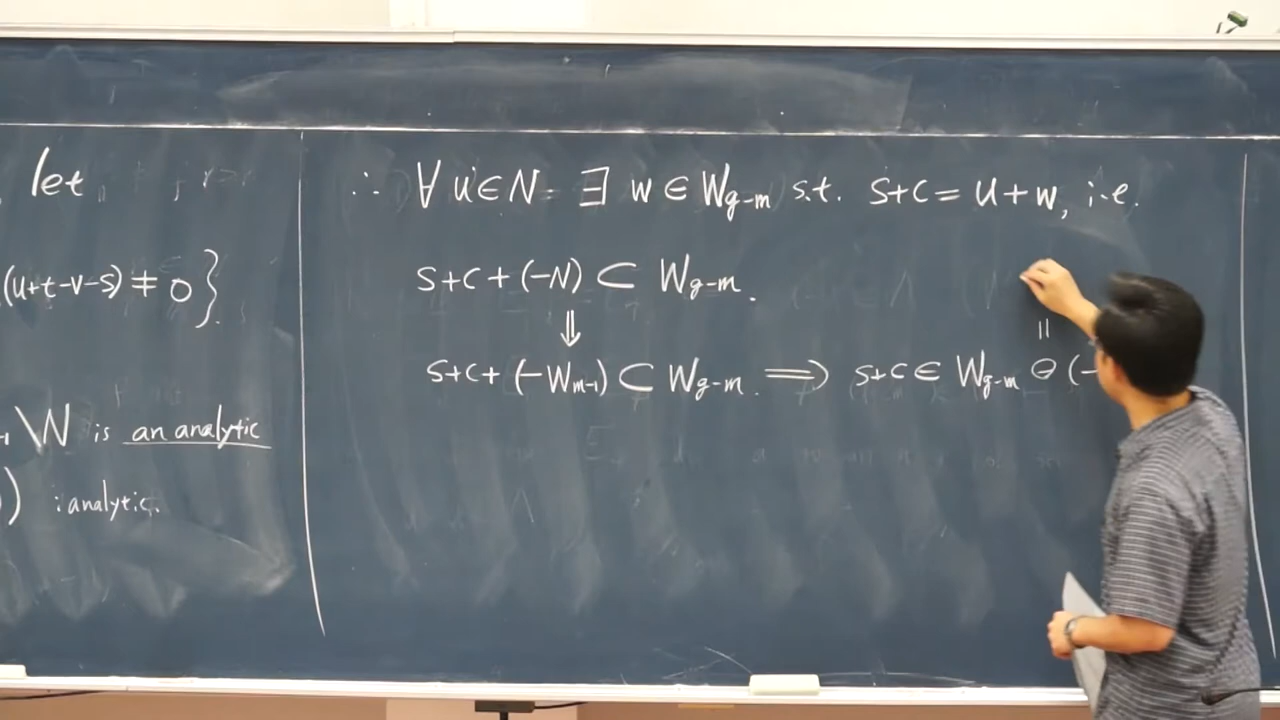 let
(u+t-v-s) ≠ 0}.
\N is an analytic
) : analytic.
∴ ∀ u ∈ N ∃ w ∈ W_{g-m} s.t. s+c = u+w, i.e.
s+c+(-N) ⊂ W_{g-m}.
⇓
s+c+(-W_{m-1}) ⊂ W_{g-m}. ⟹ s+c ∈ W_{g-m} ⊖ (-
||